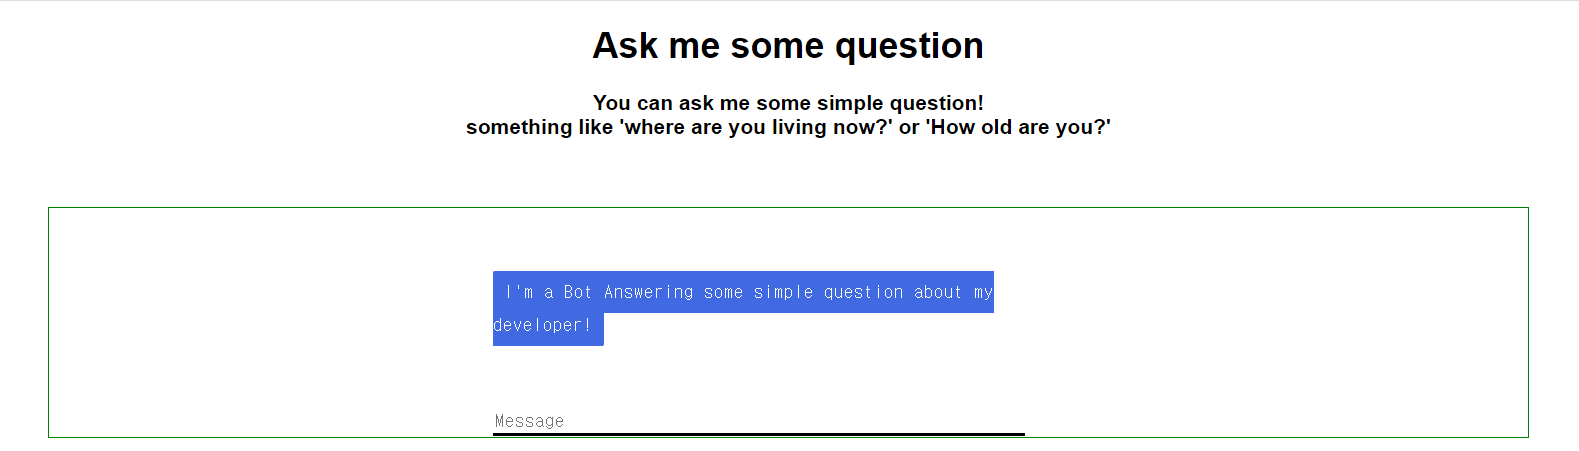 Ask me some question
You can ask me some simple question!
something like 'where are you living now?' or 'How old are you?'
I'm a Bot Answering some simple question about my
developer!
Message